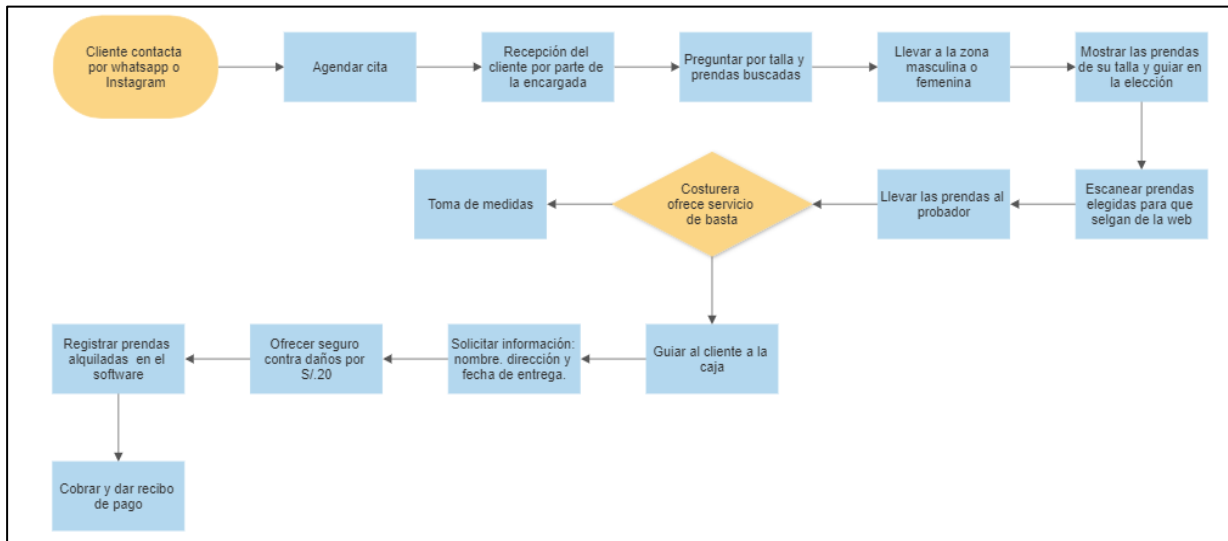 Cliente contacta
por whatsapp o
Instagram
Agendar cita
Recepción del
cliente por parte de
la encargada
Preguntar por talla y
prendas buscadas
Llevar a la zona
masculina o
femenina
Mostrar las prendas
de su talla y guiar en
la elección
Escanear prendas
elegidas para que
selgan de la web
Llevar las prendas al
probador
Costurera
ofrece servicio
de basta
Toma de medidas
Guiar al cliente a la
caja
Solicitar información:
nombre. dirección y
fecha de entrega.
Ofrecer seguro
contra daños por
S/.20
Registrar prendas
alquiladas en el
software
Cobrar y dar recibo
de pago